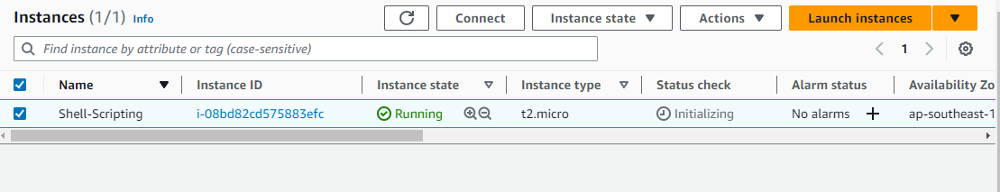 Instances (1/1) Info Connect Instance state Actions Launch instances
Find instance by attribute or tag (case-sensitive) 1
Name Instance ID Instance state Instance type Status check Alarm status Availability Zo
Shell-Scripting i-08bd82cd575883efc Running t2.micro Initializing No alarms ap-southeast-1